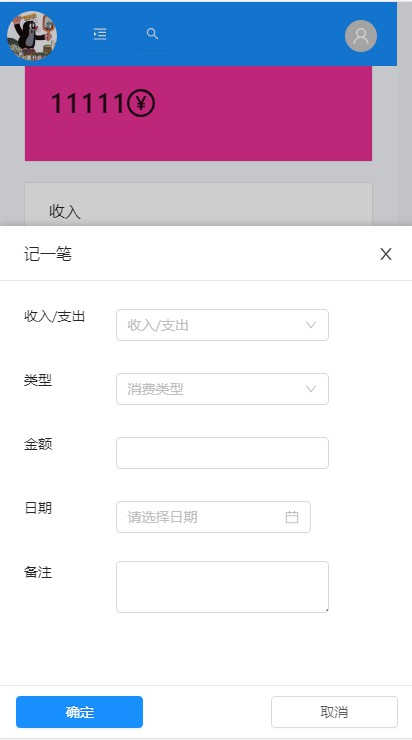 11111¥
收入
记一笔
收入/支出
收入/支出
类型
消费类型
金额
日期
请选择日期
备注
确定
取消